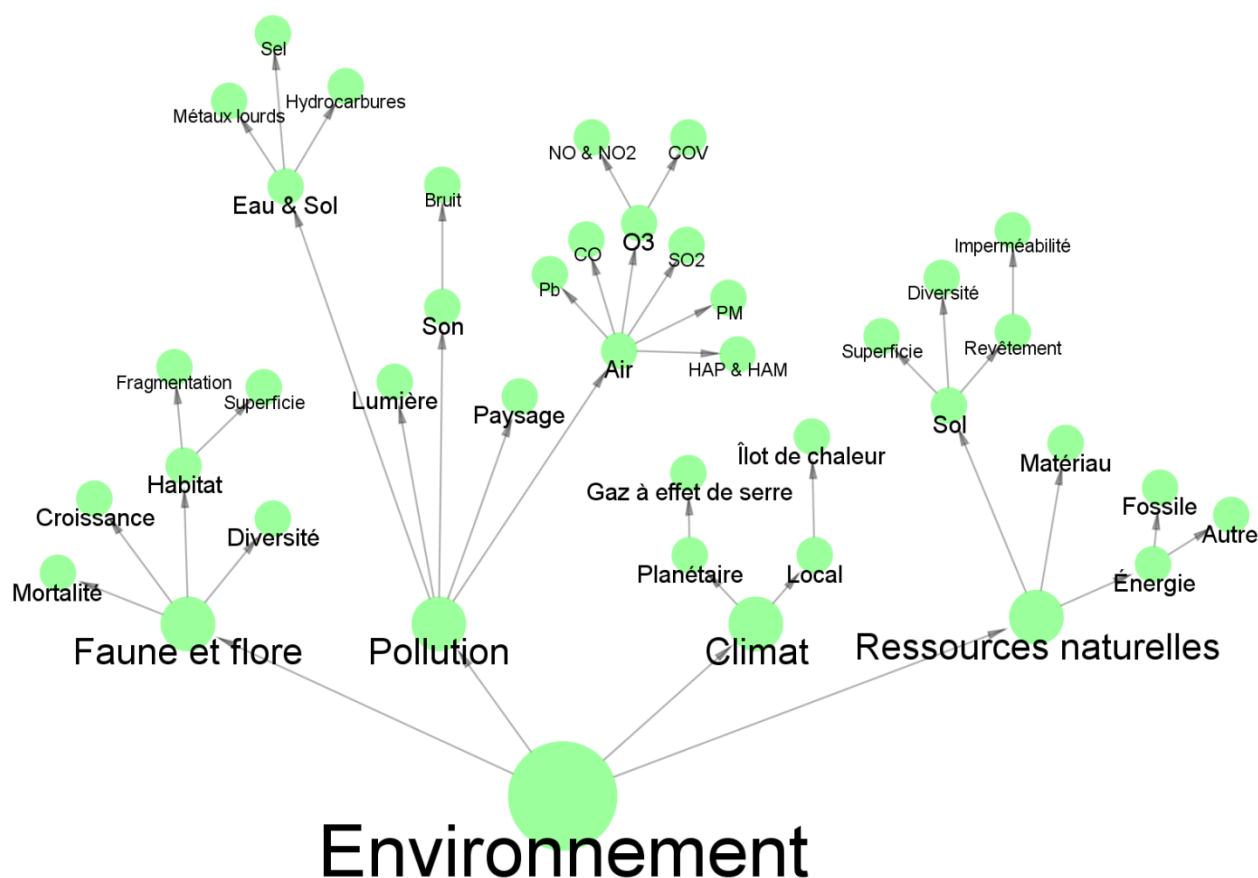 Sel
Métaux lourds
Hydrocarbures
Eau & Sol
Bruit
NO & NO2
COV
O3
CO
SO2
Pb
PM
Son
Air
HAP & HAM
Imperméabilité
Diversité
Superficie
Revêtement
Sol
Fragmentation
Superficie
Lumière
Paysage
Habitat
Croissance
Diversité
Mortalité
Îlot de chaleur
Gaz à effet de serre
Planétaire
Local
Matériau
Fossile
Autre
Énergie
Faune et flore
Pollution
Climat
Ressources naturelles
Environnement